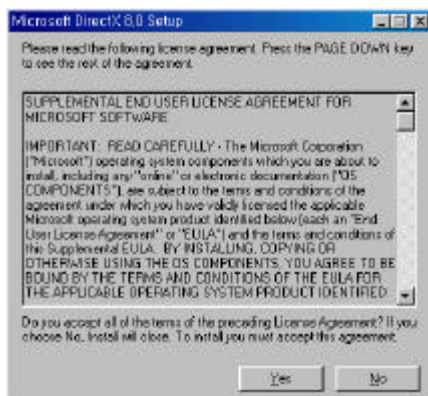 Microsoft DirectX 8.0 Setup
Please read the following license agreement. Press the PAGE DOWN key
to see the rest of the agreement.
SUPPLEMENTAL END USER LICENSE AGREEMENT FOR
MICROSOFT SOFTWARE
IMPORTANT: READ CAREFULLY - The Microsoft Corporation
("Microsoft") operating system components which you are about to
install, including any "online" or electronic documentation ("OS
COMPONENTS"), are subject to the terms and conditions of the
agreement under which you have validly licensed the applicable
Microsoft operating system product identified below (each an "End
User License Agreement" or "EULA") and the terms and conditions of
this Supplemental EULA. BY INSTALLING, COPYING OR
OTHERWISE USING THE OS COMPONENTS, YOU AGREE TO BE
BOUND BY THE TERMS AND CONDITIONS OF THE EULA FOR
THE APPLICABLE OPERATING SYSTEM PRODUCT IDENTIFIED
Do you accept all of the terms of the preceding License Agreement? If you
choose No, Install will close. To install you must accept this agreement.
Yes No